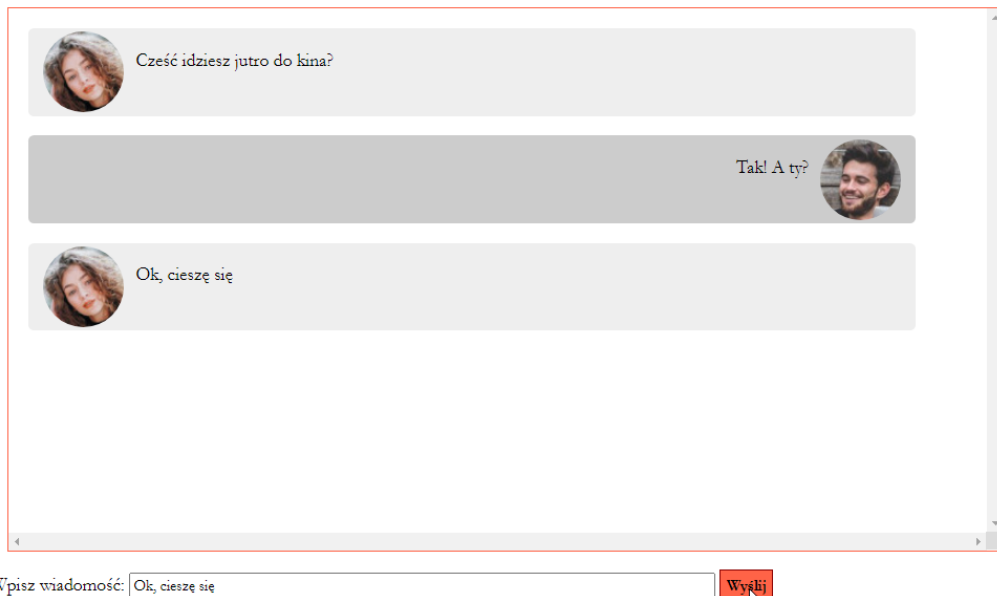 Cześć idziesz jutro do kina?
Tak! A ty?
Ok, cieszę się
Wpisz wiadomość: Ok, cieszę się Wyślij